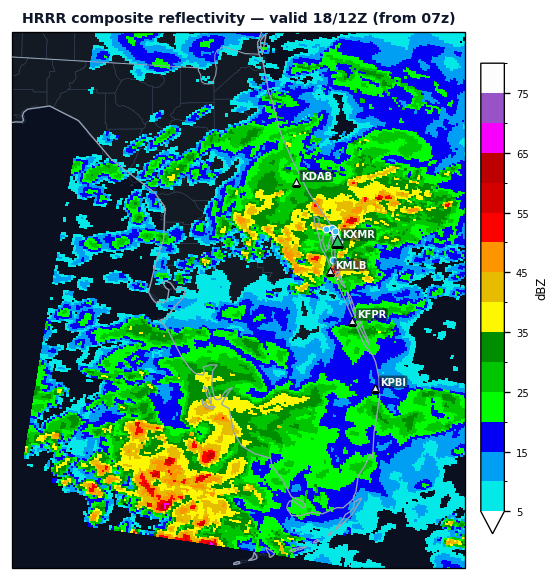 HRRR composite reflectivity — valid 18/12Z (from 07z)
KDAB
KXMR
KMLB
KFPR
KPBI
75
65
55
45
35
25
15
5
dBZ